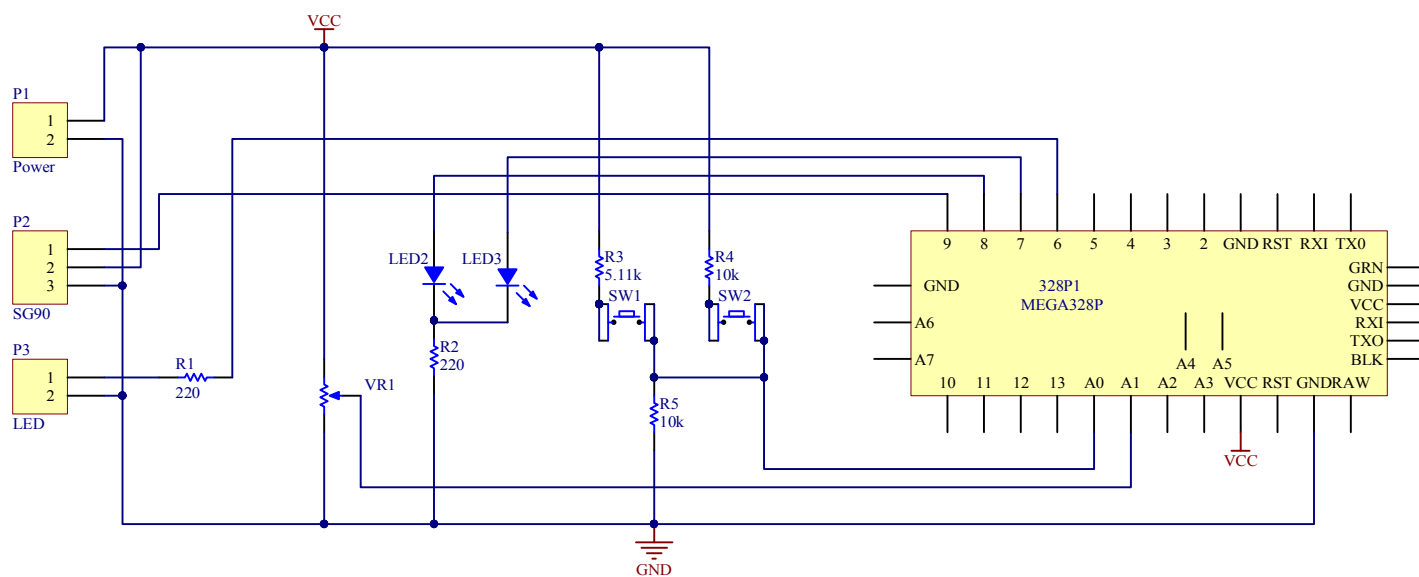 VCC
P1
1
2
Power
P2
1
2
3
SG90
P3
1
2
LED
R1
220
VR1
LED2
LED3
R2
220
R3
5.11k
SW1
R4
10k
SW2
R5
10k
GND
9 8 7 6 5 4 3 2 GND RST RXI TX0
GND
A6
A7
328P1
MEGA328P
GRN
GND
VCC
RXI
TXO
BLK
A4 A5
10 11 12 13 A0 A1 A2 A3 VCC RST GND RAW
VCC